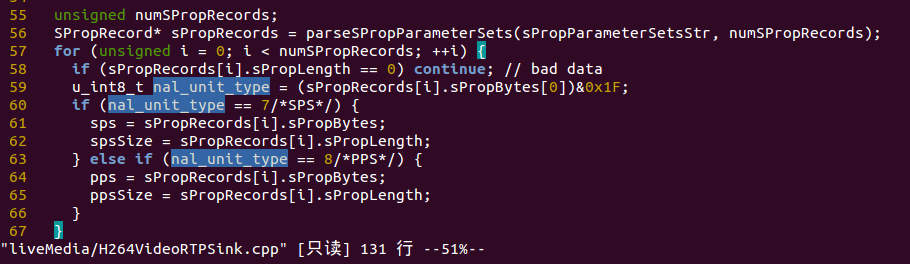 55   unsigned numSPropRecords;
56   SPropRecord* sPropRecords = parseSPropParameterSets(sPropParameterSetsStr, numSPropRecords);
57   for (unsigned i = 0; i < numSPropRecords; ++i) {
58     if (sPropRecords[i].sPropLength == 0) continue; // bad data
59     u_int8_t nal_unit_type = (sPropRecords[i].sPropBytes[0])&0x1F;
60     if (nal_unit_type == 7/*SPS*/) {
61       sps = sPropRecords[i].sPropBytes;
62       spsSize = sPropRecords[i].sPropLength;
63     } else if (nal_unit_type == 8/*PPS*/) {
64       pps = sPropRecords[i].sPropBytes;
65       ppsSize = sPropRecords[i].sPropLength;
66     }
67   }
"liveMedia/H264VideoRTPSink.cpp" [只读] 131 行 --51%--